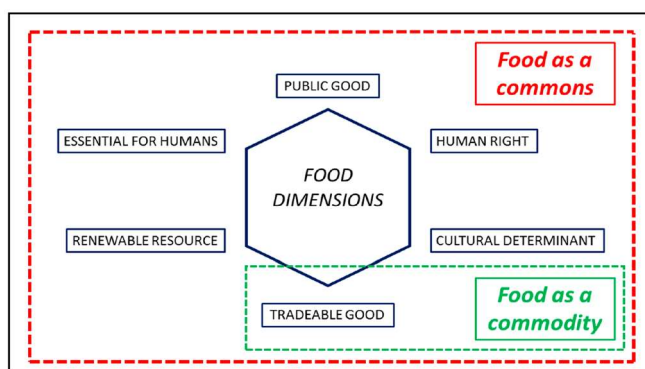 Food as a
commons
PUBLIC GOOD
ESSENTIAL FOR HUMANS
HUMAN RIGHT
FOOD
DIMENSIONS
RENEWABLE RESOURCE
CULTURAL DETERMINANT
TRADEABLE GOOD
Food as a
commodity